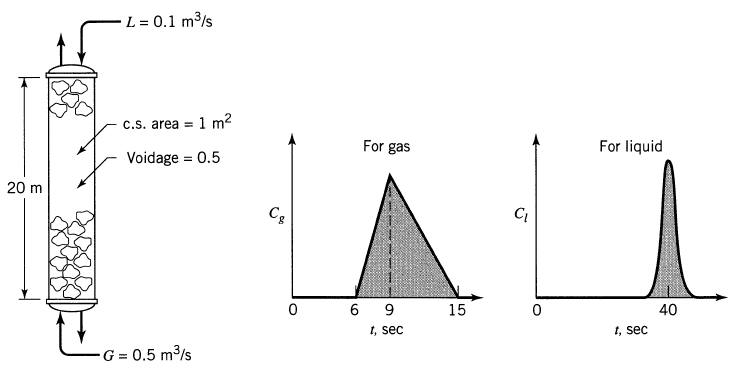 L = 0.1 m³/s
c.s. area = 1 m²
Voidage = 0.5
20 m
G = 0.5 m³/s
For gas
C_g
0 6 9 15
t, sec
For liquid
C_l
0 40
t, sec